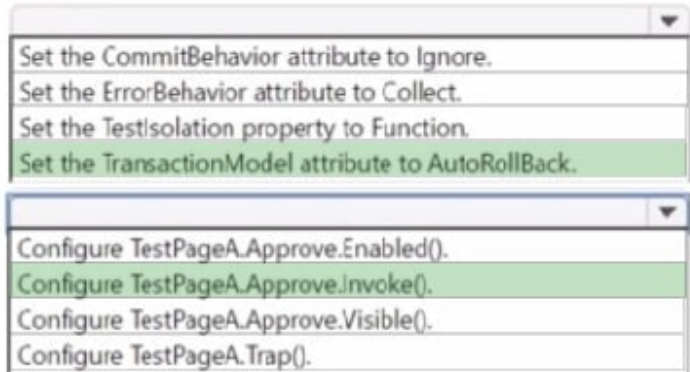 Set the CommitBehavior attribute to Ignore.
Set the ErrorBehavior attribute to Collect.
Set the TestIsolation property to Function.
Set the TransactionModel attribute to AutoRollBack.
Configure TestPageA.Approve.Enabled().
Configure TestPageA.Approve.Invoke().
Configure TestPageA.Approve.Visible().
Configure TestPageA.Trap().